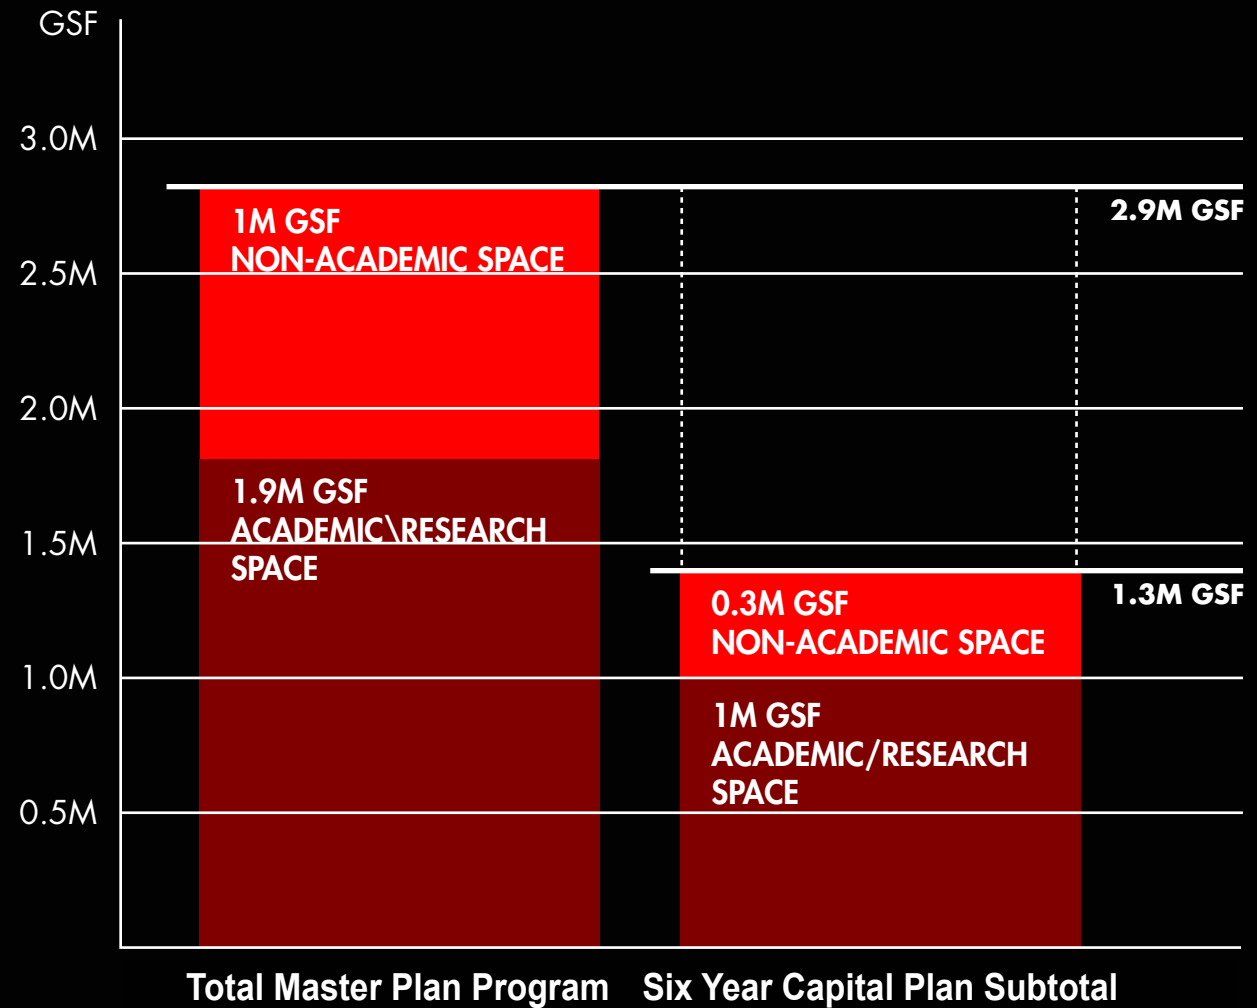 GSF
3.0M
2.5M
2.0M
1.5M
1.0M
0.5M
1M GSF
NON-ACADEMIC SPACE
1.9M GSF
ACADEMIC\RESEARCH
SPACE
2.9M GSF
0.3M GSF
NON-ACADEMIC SPACE
1M GSF
ACADEMIC/RESEARCH
SPACE
1.3M GSF
Total Master Plan Program
Six Year Capital Plan Subtotal